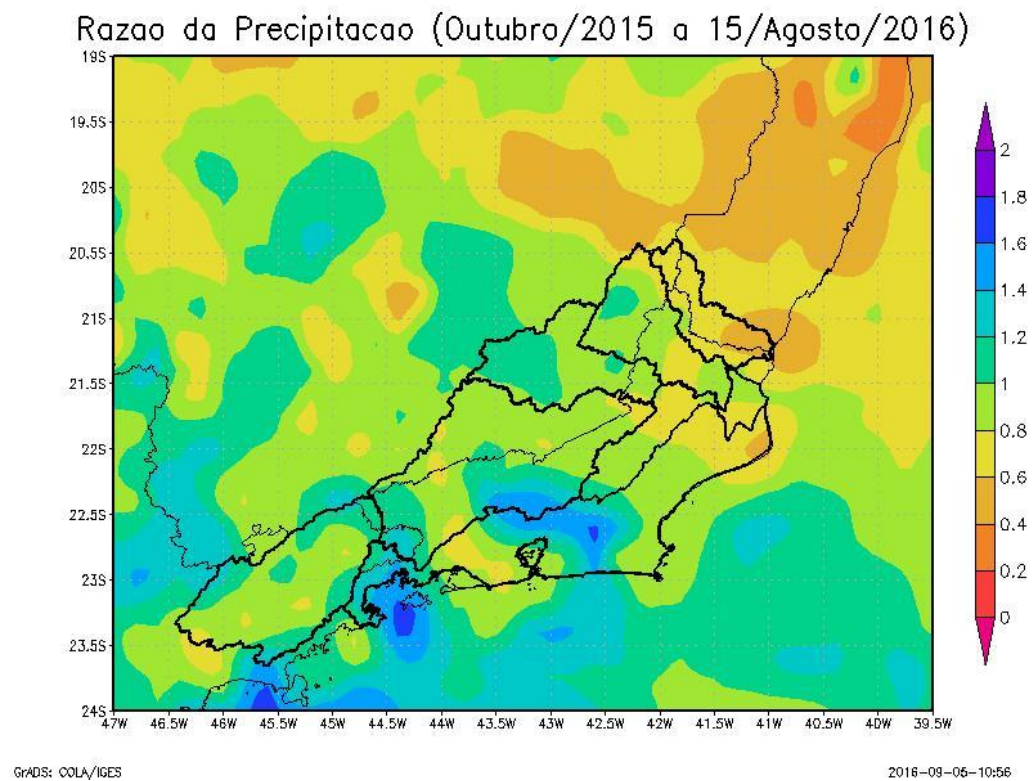 Razao da Precipitacao (Outubro/2015 a 15/Agosto/2016)
19S
19.5S
20S
20.5S
21S
21.5S
22S
22.5S
23S
23.5S
24S
47W 46.5W 46W 45.5W 45W 44.5W 44W 43.5W 43W 42.5W 42W 41.5W 41W 40.5W 40W 39.5W
2
1.8
1.6
1.4
1.2
1
0.8
0.6
0.4
0.2
0
GrADS: COLA/IGES
2016-09-05-10:56